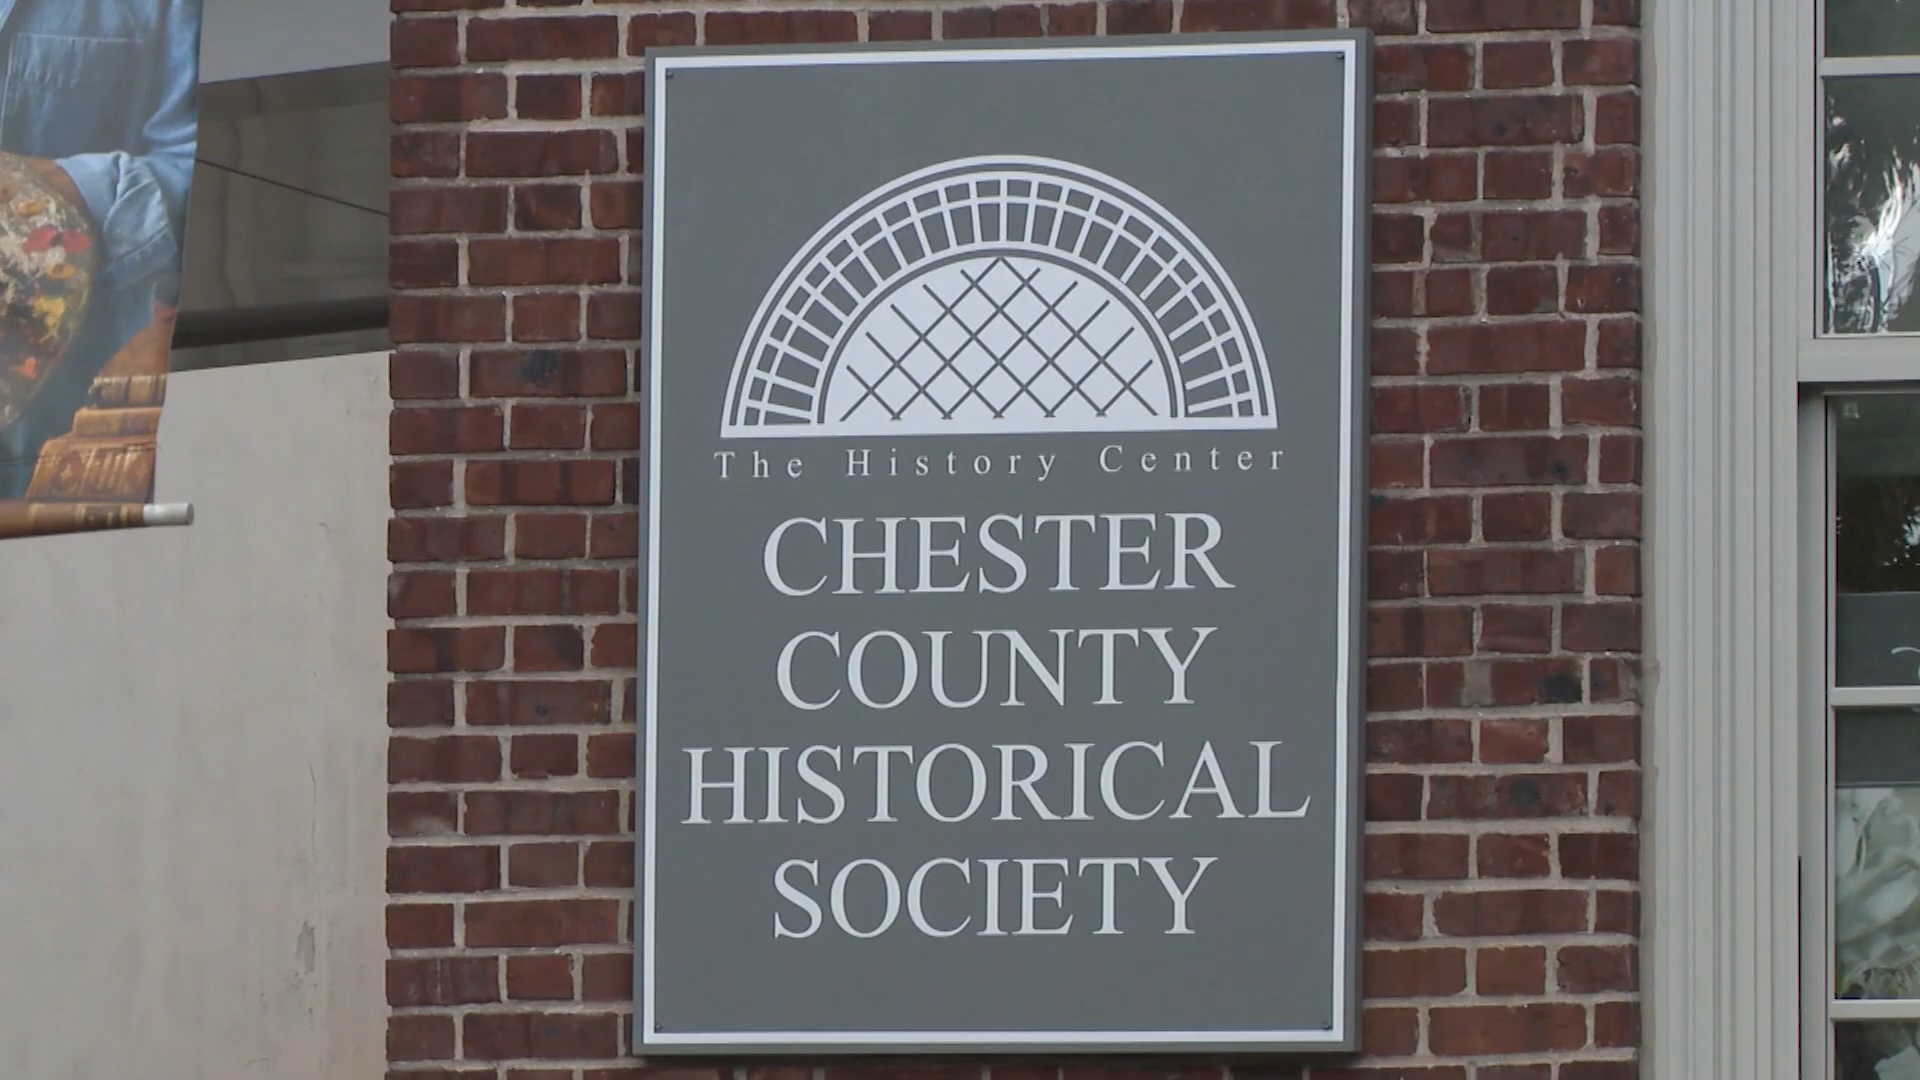 The History Center
CHESTER
COUNTY
HISTORICAL
SOCIETY